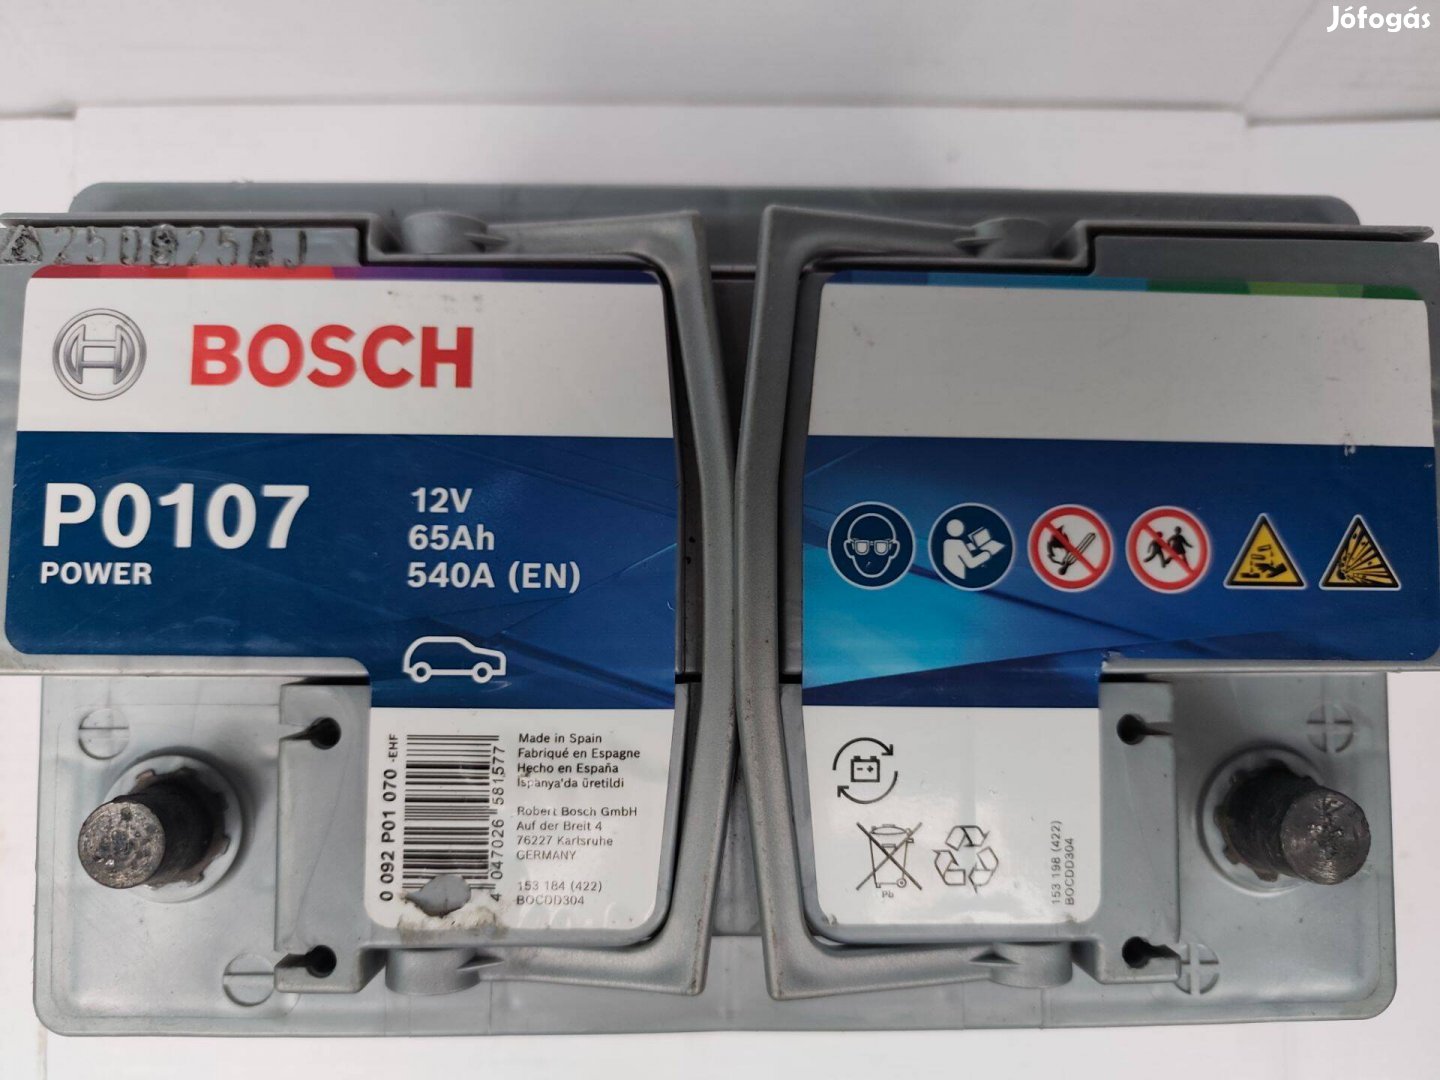 Jófogás
BOSCH
P0107
POWER
12V
65Ah
540A (EN)
0 092 P01 070 -EHF
4 047026 581577
Made in Spain
Fabriqué en Espagne
Hecho en España
İspanya'da üretildi
Robert Bosch GmbH
Auf der Breit 4
76227 Karlsruhe
GERMANY
153 184 (422)
BOCDD304
Pb
153 198 (422)
BOCDD304